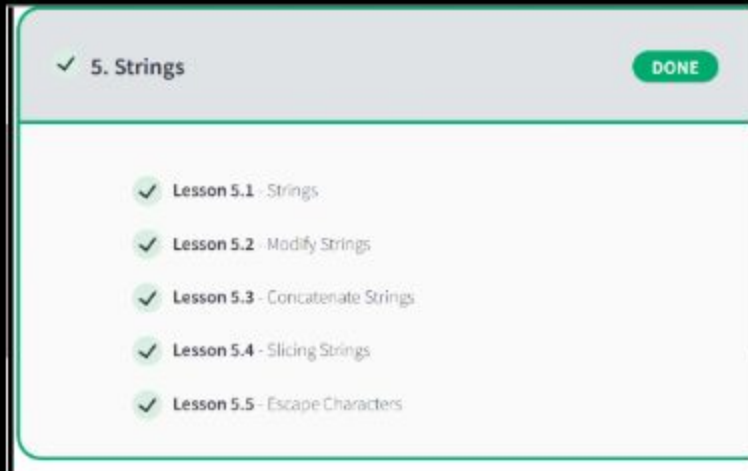 5. Strings
DONE
Lesson 5.1 - Strings
Lesson 5.2 - Modify Strings
Lesson 5.3 - Concatenate Strings
Lesson 5.4 - Slicing Strings
Lesson 5.5 - Escape Characters